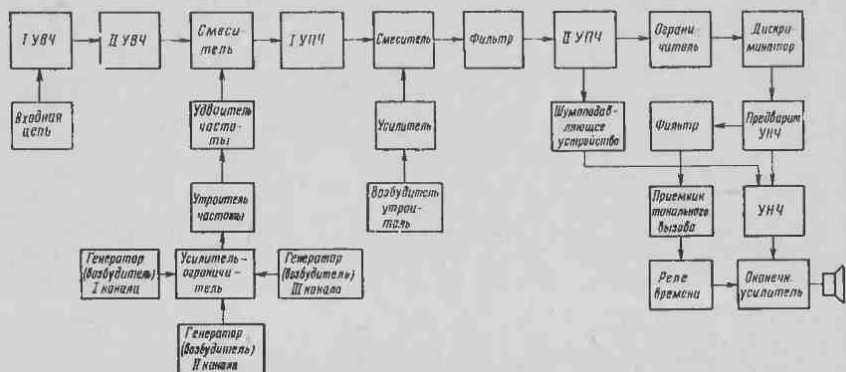 I УВЧ
II УВЧ
Смеси-
тель
I УПЧ
Смеситель
Фильтр
II УПЧ
Ограни-
читель
Дискри-
минатор
Входная
цепь
Удвоитель
часто-
ты
Усилитель
Шумоподав-
ляющее
устройство
Фильтр
Предварит.
УНЧ
Утроитель
частоты
Возбудитель
утрои-
тель
Приемник
тонального
вызова
УНЧ
Генератор
(возбудитель)
I канала
Усилитель-
ограничи-
тель
Генератор
(возбудитель)
III канала
Реле
времени
Оконечн.
усилитель
Генератор
(возбудитель)
II канала